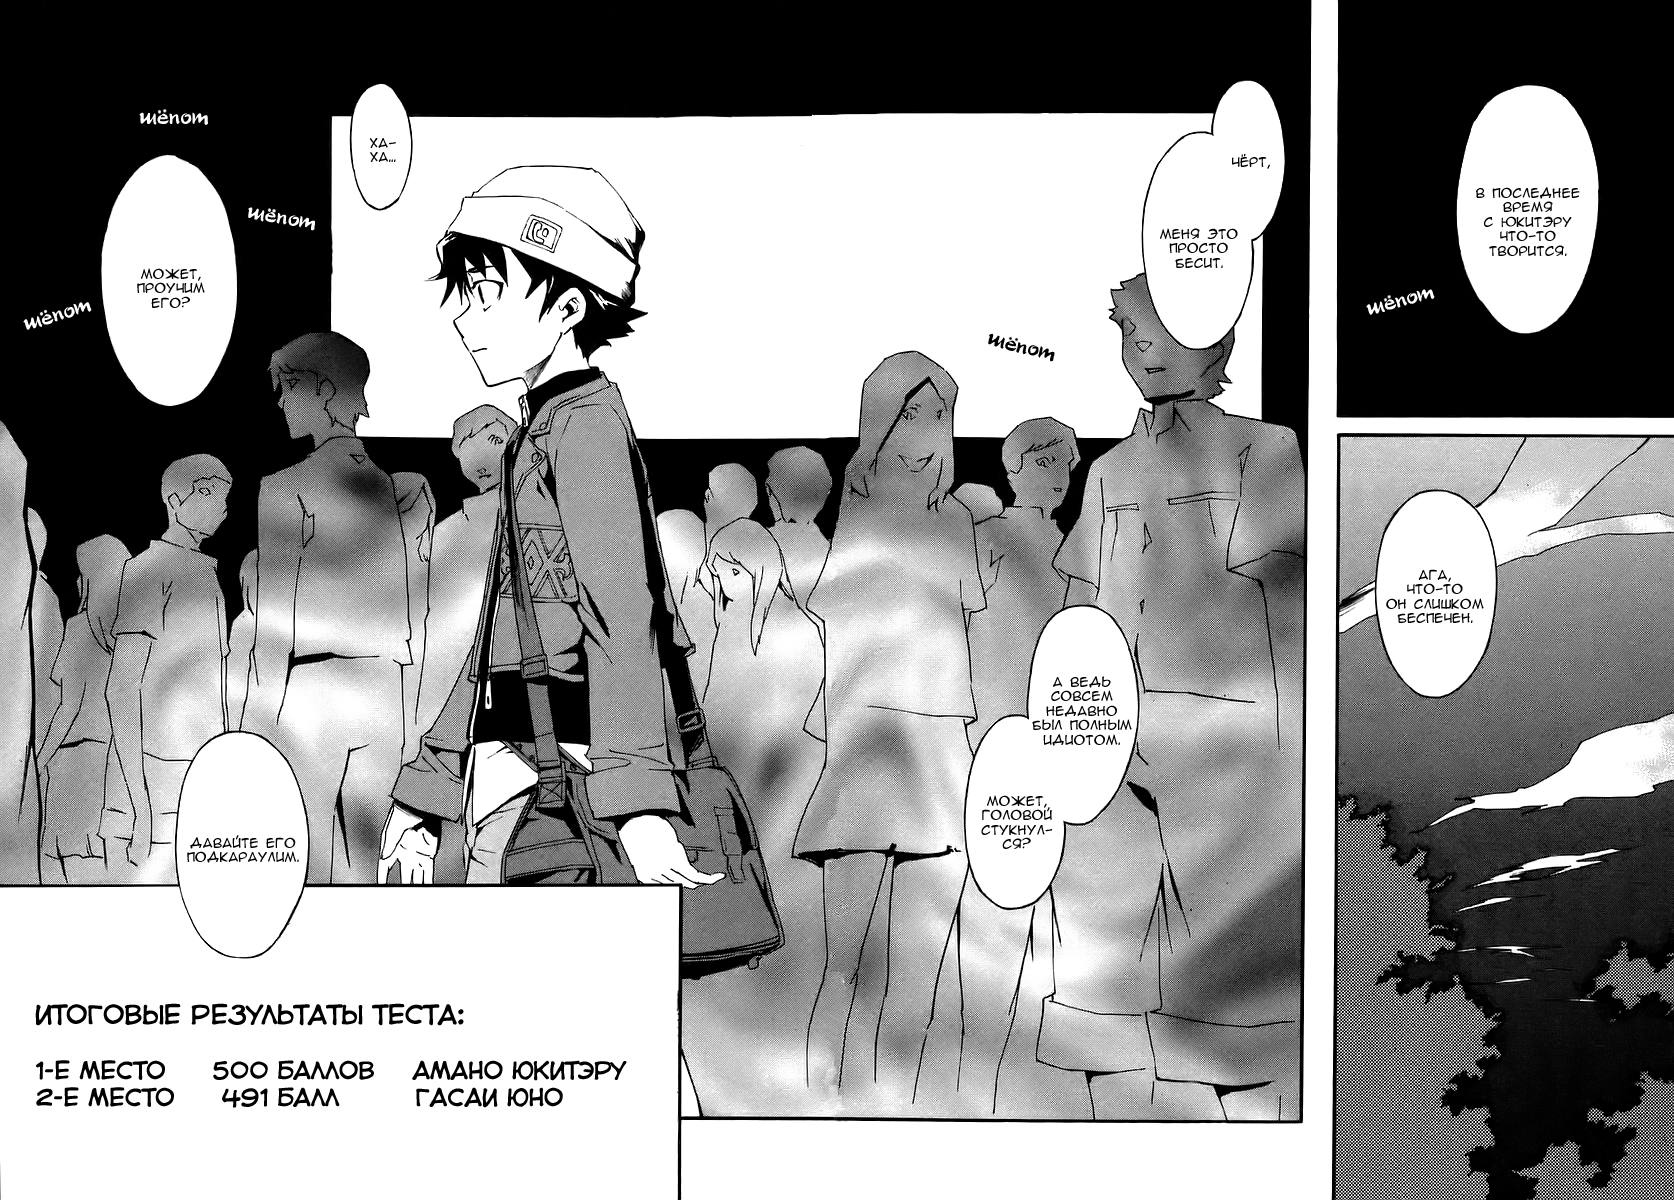 В ПОСЛЕДНЕЕ
ВРЕМЯ
С ЮКИТЭРУ
ЧТО-ТО
ТВОРИТСЯ.
шёпот
АГА,
ЧТО-ТО
ОН СЛИШКОМ
БЕСПЕЧЕН.
ЧЁРТ,
МЕНЯ ЭТО
ПРОСТО
БЕСИТ.
шёпот
А ВЕДЬ
СОВСЕМ
НЕДАВНО
БЫЛ ПОЛНЫМ
ИДИОТОМ.
МОЖЕТ,
ГОЛОВОЙ
СТУКНУЛ-
СЯ?
ХА-
ХА...
шёпот
шёпот
МОЖЕТ,
ПРОУЧИМ
ЕГО?
шёпот
ДАВАЙТЕ ЕГО
ПОДКАРАУЛИМ.
ИТОГОВЫЕ РЕЗУЛЬТАТЫ ТЕСТА:
1-Е МЕСТО 500 БАЛЛОВ АМАНО ЮКИТЭРУ
2-Е МЕСТО 491 БАЛЛ ГАСАИ ЮНО